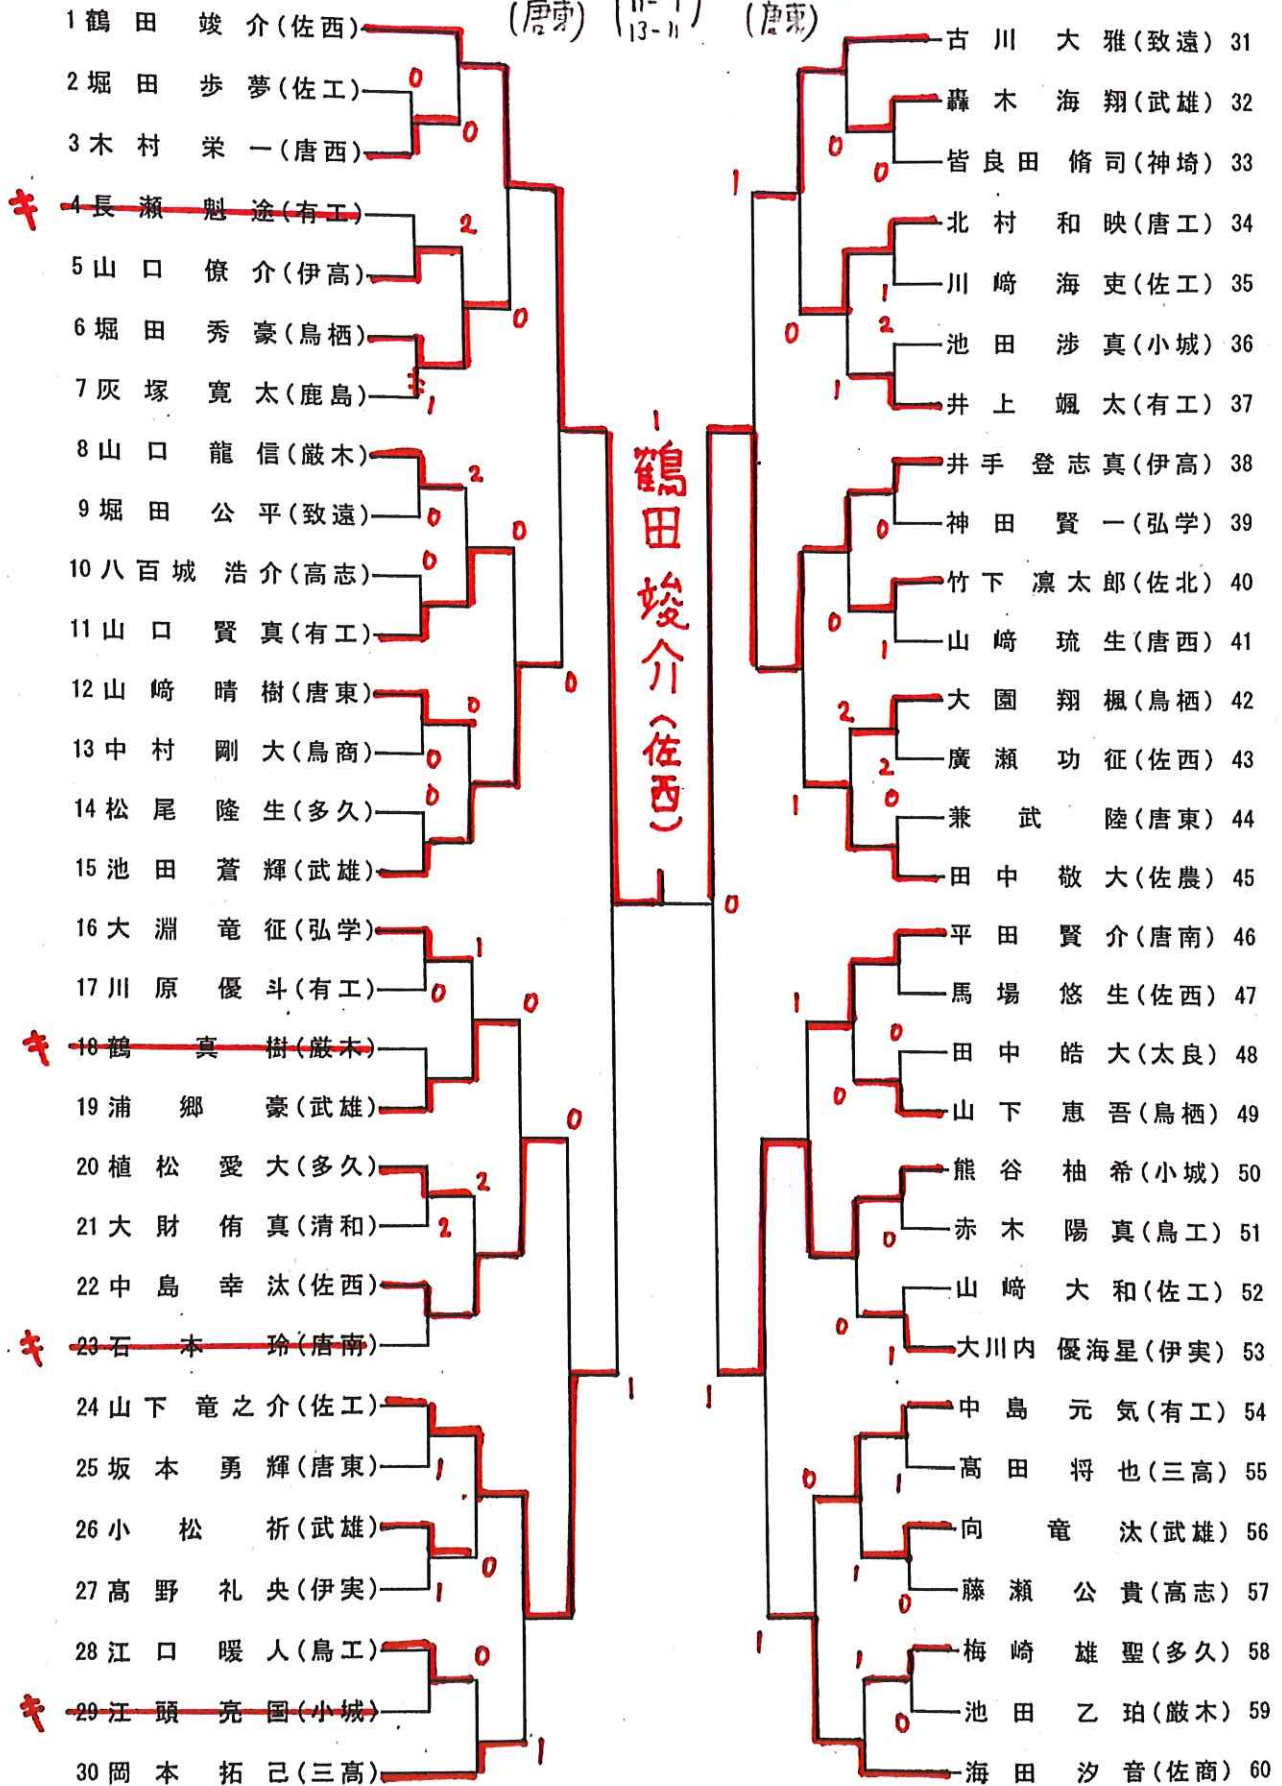 (唐東) (11-7 13-11) (唐東)
1 鶴田 竣介(佐西)
2 堀田 歩夢(佐工)
3 木村 栄一(唐西)
キ 4 長瀬 魁途(有工)
5 山口 僚介(伊高)
6 堀田 秀豪(鳥栖)
7 灰塚 寛太(鹿島)
8 山口 龍信(厳木)
9 堀田 公平(致遠)
10 八百城 浩介(高志)
11 山口 賢真(有工)
12 山﨑 晴樹(唐東)
13 中村 剛大(鳥商)
14 松尾 隆生(多久)
15 池田 蒼輝(武雄)
16 大淵 竜征(弘学)
17 川原 優斗(有工)
キ 18 鶴 真樹(厳木)
19 浦郷 豪(武雄)
20 植松 愛大(多久)
21 大財 侑真(清和)
22 中島 幸汰(佐西)
キ 23 石本 玲(唐南)
24 山下 竜之介(佐工)
25 坂本 勇輝(唐東)
26 小松 祈(武雄)
27 髙野 礼央(伊実)
28 江口 暖人(鳥工)
キ 29 江頭 亮国(小城)
30 岡本 拓己(三高)
鶴田竣介(佐西)
古川 大雅(致遠) 31
轟木 海翔(武雄) 32
皆良田 脩司(神埼) 33
北村 和映(唐工) 34
川﨑 海吏(佐工) 35
池田 渉真(小城) 36
井上 颯太(有工) 37
井手 登志真(伊高) 38
神田 賢一(弘学) 39
竹下 凛太郎(佐北) 40
山﨑 琉生(唐西) 41
大園 翔楓(鳥栖) 42
廣瀬 功征(佐西) 43
兼武 陸(唐東) 44
田中 敬大(佐農) 45
平田 賢介(唐南) 46
馬場 悠生(佐西) 47
田中 皓大(太良) 48
山下 恵吾(鳥栖) 49
熊谷 柚希(小城) 50
赤木 陽真(鳥工) 51
山﨑 大和(佐工) 52
大川内 優海星(伊実) 53
中島 元気(有工) 54
髙田 将也(三高) 55
向 竜汰(武雄) 56
藤瀬 公貴(高志) 57
梅崎 雄聖(多久) 58
池田 乙珀(厳木) 59
海田 汐音(佐商) 60